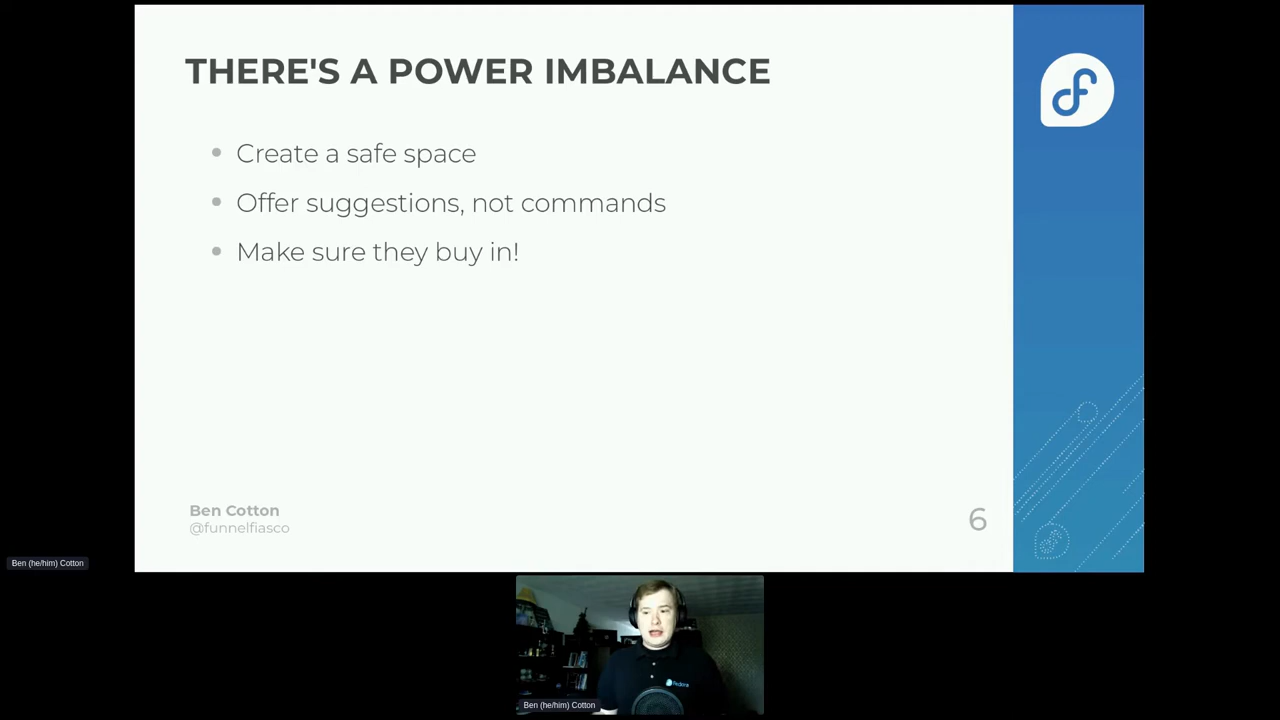 THERE'S A POWER IMBALANCE
Create a safe space
Offer suggestions, not commands
Make sure they buy in!
Ben Cotton
@funnelfiasco
6
Ben (he/him) Cotton
fedora
Ben (he/him) Cotton